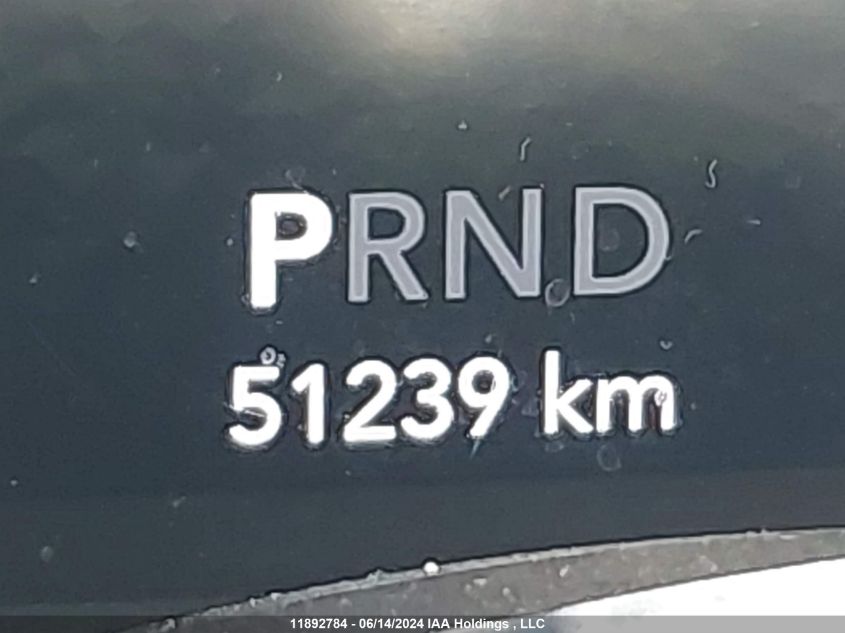 PRND
51239 km
11892784 - 06/14/2024 IAA Holdings , LLC